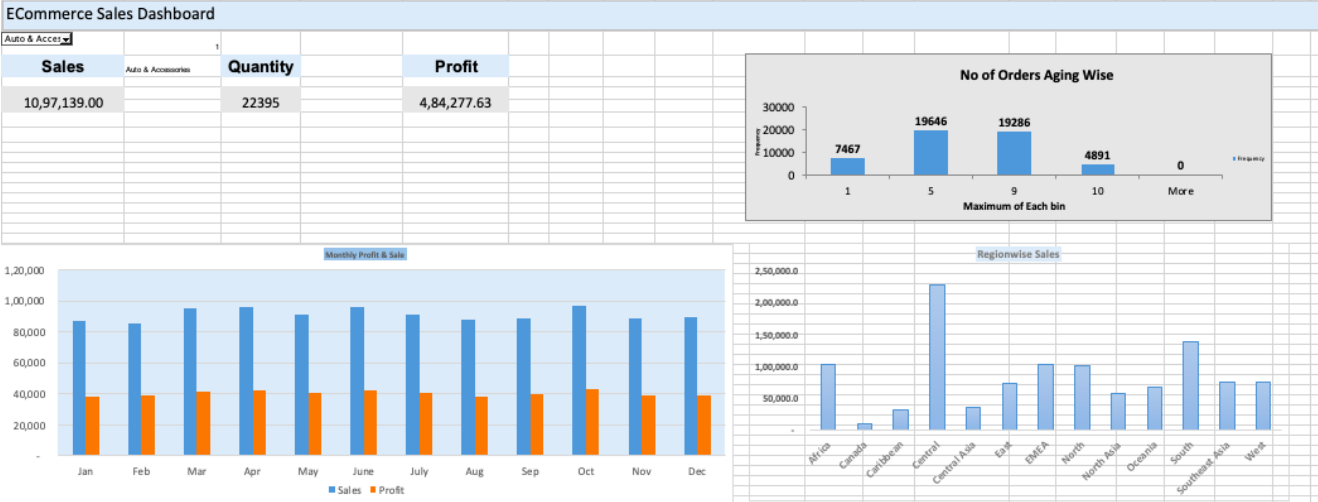 ECommerce Sales Dashboard
Auto & Acces
1
Sales Auto & Accessories Quantity Profit
10,97,139.00 22395 4,84,277.63
No of Orders Aging Wise
30000
20000
10000
0
Frequency
7467 19646 19286 4891 0
1 5 9 10 More
Maximum of Each bin
Frequency
Monthly Profit & Sale
1,20,000
1,00,000
80,000
60,000
40,000
20,000
-
Jan Feb Mar Apr May June July Aug Sep Oct Nov Dec
Sales Profit
Regionwise Sales
2,50,000.0
2,00,000.0
1,50,000.0
1,00,000.0
50,000.0
-
Africa Canada Caribbean Central Central Asia East EMEA North North Asia Oceania South Southeast Asia West